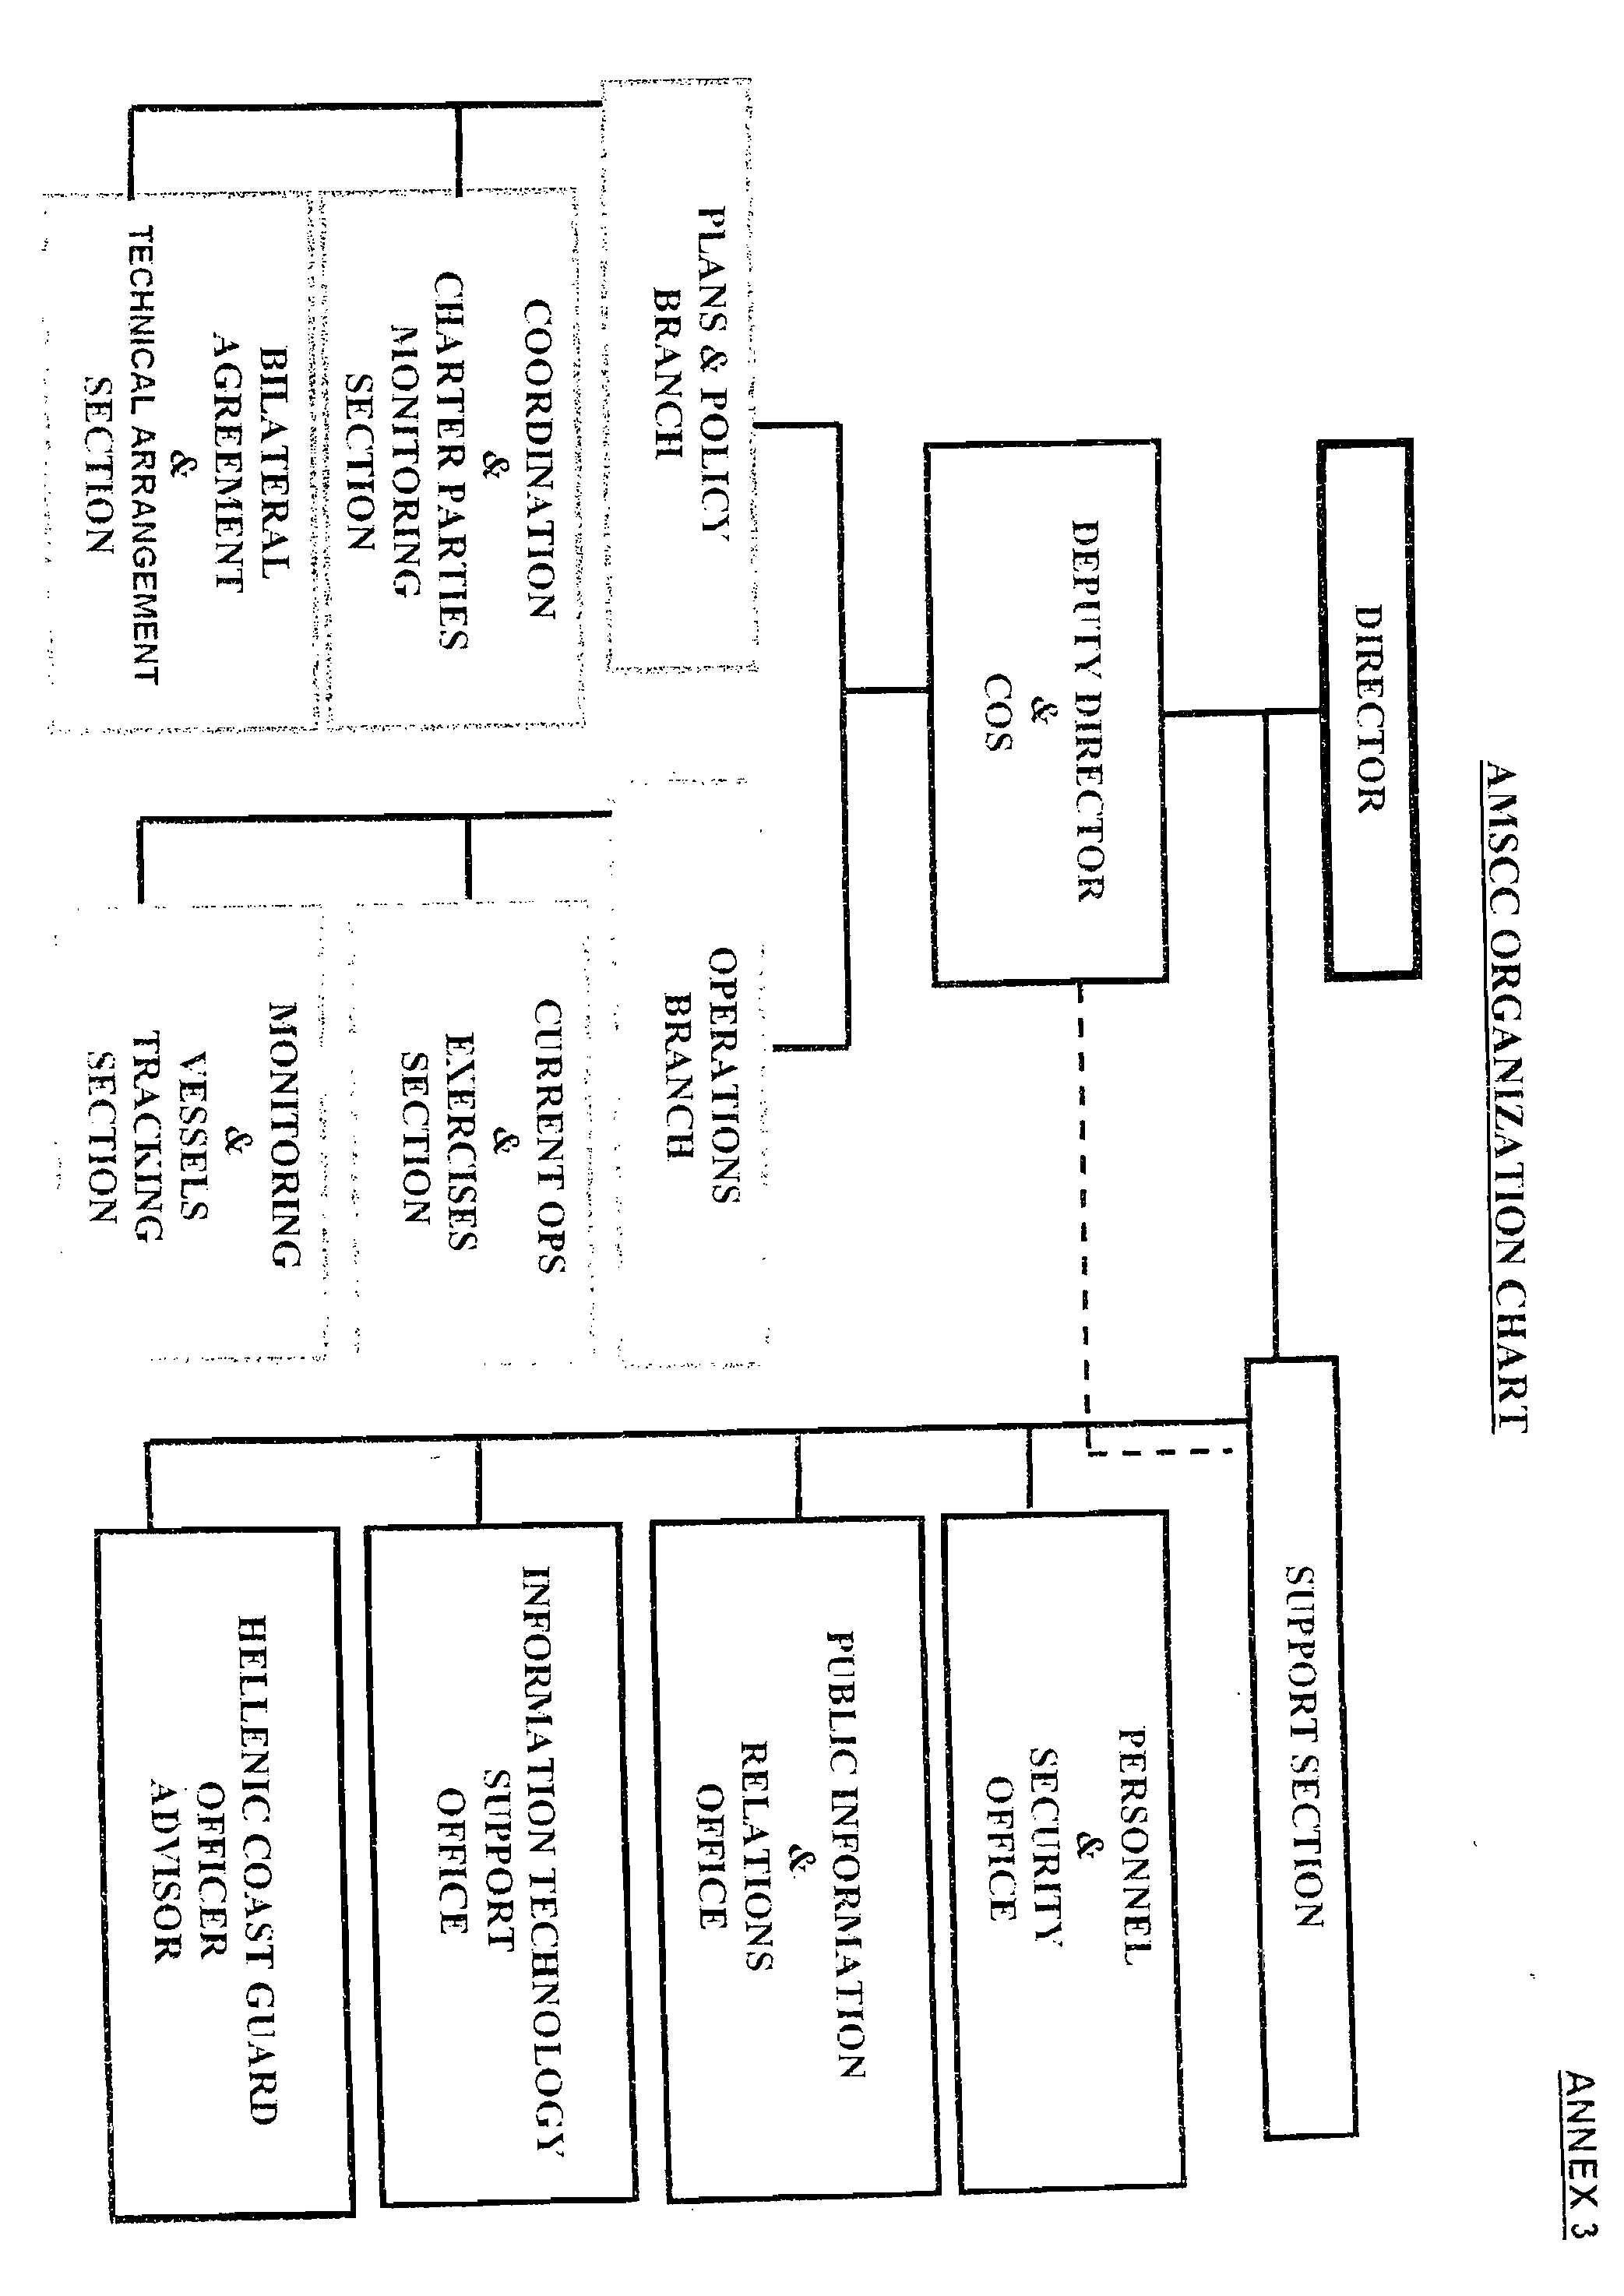 ANNEX 3
AMSCC ORGANIZATION CHART
DIRECTOR
SUPPORT SECTION
DEPUTY DIRECTOR
&
COS
PERSONNEL
&
SECURITY
OFFICE
PUBLIC INFORMATION
&
RELATIONS
OFFICE
INFORMATION TECHNOLOGY
SUPPORT
OFFICE
HELLENIC COAST GUARD
OFFICER
ADVISOR
PLANS & POLICY
BRANCH
COORDINATION
&
CHARTER PARTIES
MONITORING
SECTION
BILATERAL
AGREEMENT
&
TECHNICAL ARRANGEMENT
SECTION
OPERATIONS
BRANCH
CURRENT OPS
&
EXERCISES
SECTION
MONITORING
&
VESSELS
TRACKING
SECTION